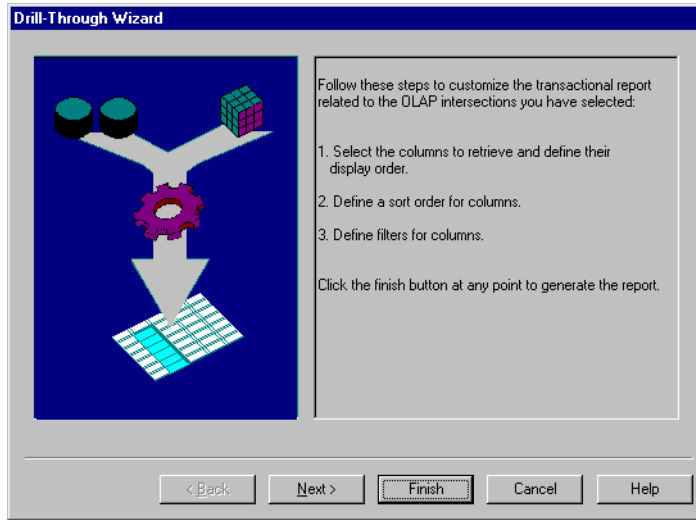 Drill-Through Wizard
Follow these steps to customize the transactional report
related to the OLAP intersections you have selected:
1. Select the columns to retrieve and define their
display order.
2. Define a sort order for columns.
3. Define filters for columns.
Click the finish button at any point to generate the report.
< Back
Next >
Finish
Cancel
Help